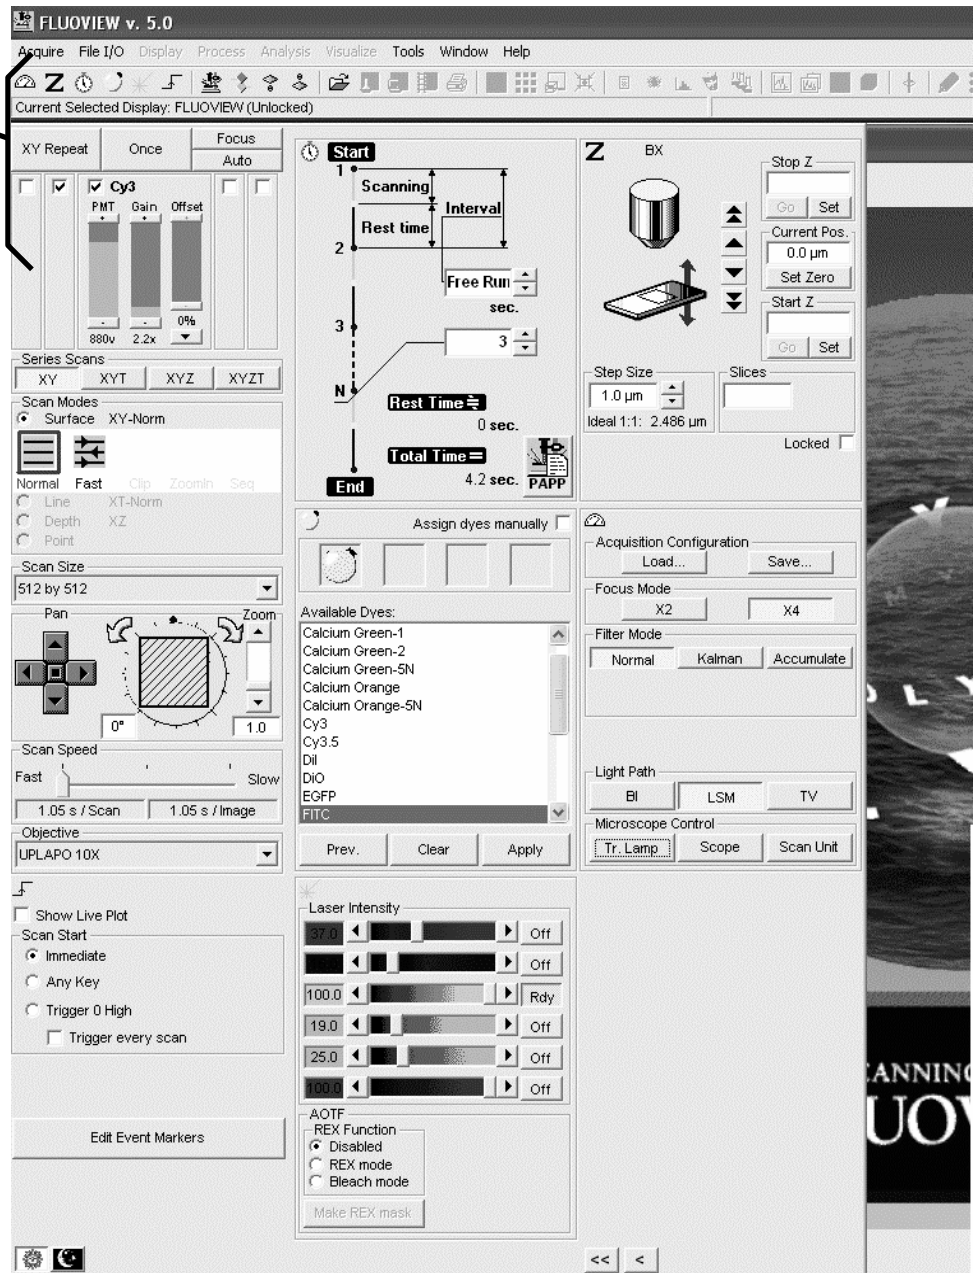 FLUOVIEW v. 5.0
Acquire File I/O Display Process Analysis Visualize Tools Window Help
Z
Current Selected Display: FLUOVIEW (Unlocked)
XY Repeat
Once
Focus
Auto
Cy3
PMT Gain Offset
880v 2.2x 0%
Series Scans
XY XYT XYZ XYZT
Scan Modes
Surface XY-Norm
Normal Fast Clip ZoomIn Seq
Line XT-Norm
Depth XZ
Point
Scan Size
512 by 512
Pan
Zoom
0°
1.0
Scan Speed
Fast
Slow
1.05 s / Scan
1.05 s / Image
Objective
UPLAPO 10X
Show Live Plot
Scan Start
Immediate
Any Key
Trigger 0 High
Trigger every scan
Edit Event Markers
Start
1
Scanning
Interval
Rest time
2
Free Run
sec.
3
3
N
Rest Time ≒
0 sec.
Total Time =
4.2 sec.
End
PAPP
Assign dyes manually
Available Dyes:
Calcium Green-1
Calcium Green-2
Calcium Green-5N
Calcium Orange
Calcium Orange-5N
Cy3
Cy3.5
DiI
DiO
EGFP
FITC
Prev. Clear Apply
Laser Intensity
37.0 Off
Off
100.0 Rdy
19.0 Off
25.0 Off
100.0 Off
AOTF
REX Function
Disabled
REX mode
Bleach mode
Make REX mask
Z
BX
Stop Z
Go Set
Current Pos.
0.0 µm
Set Zero
Start Z
Go Set
Step Size
1.0 µm
Ideal 1:1: 2.486 µm
Slices
Locked
Acquisition Configuration
Load... Save...
Focus Mode
X2 X4
Filter Mode
Normal Kalman Accumulate
Light Path
BI LSM TV
Microscope Control
Tr. Lamp Scope Scan Unit
<< <
Y
M
O L Y
L
CANNING
LUOV